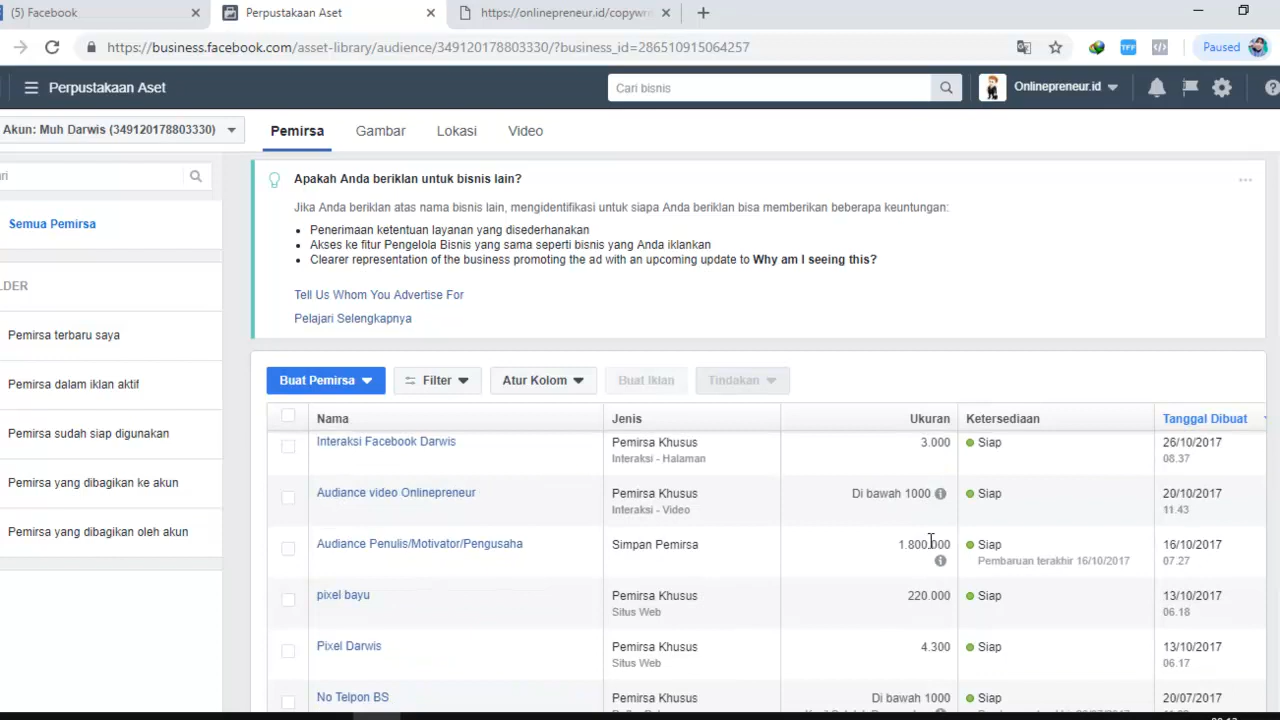 (5) Facebook
Perpustakaan Aset
https://onlinepreneur.id/copywr
https://business.facebook.com/asset-library/audience/349120178803330/?business_id=286510915064257
TFP
Paused
Perpustakaan Aset
Cari bisnis
Onlinepreneur.id
Akun: Muh Darwis (349120178803330)
Pemirsa
Gambar
Lokasi
Video
ri
Semua Pemirsa
LDER
Pemirsa terbaru saya
Pemirsa dalam iklan aktif
Pemirsa sudah siap digunakan
Pemirsa yang dibagikan ke akun
Pemirsa yang dibagikan oleh akun
Apakah Anda beriklan untuk bisnis lain?
Jika Anda beriklan atas nama bisnis lain, mengidentifikasi untuk siapa Anda beriklan bisa memberikan beberapa keuntungan:
• Penerimaan ketentuan layanan yang disederhanakan
• Akses ke fitur Pengelola Bisnis yang sama seperti bisnis yang Anda iklankan
• Clearer representation of the business promoting the ad with an upcoming update to Why am I seeing this?
Tell Us Whom You Advertise For
Pelajari Selengkapnya
Buat Pemirsa
Filter
Atur Kolom
Buat Iklan
Tindakan
Nama Jenis Ukuran Ketersediaan Tanggal Dibuat
Interaksi Facebook Darwis Pemirsa Khusus 3.000 Siap 26/10/2017
Interaksi - Halaman 08.37
Audiance video Onlinepreneur Pemirsa Khusus Di bawah 1000 Siap 20/10/2017
Interaksi - Video 11.43
Audiance Penulis/Motivator/Pengusaha Simpan Pemirsa 1.800.000 Siap 16/10/2017
Pembaruan terakhir 16/10/2017 07.27
pixel bayu Pemirsa Khusus 220.000 Siap 13/10/2017
Situs Web 06.18
Pixel Darwis Pemirsa Khusus 4.300 Siap 13/10/2017
Situs Web 06.17
No Telpon BS Pemirsa Khusus Di bawah 1000 Siap 20/07/2017